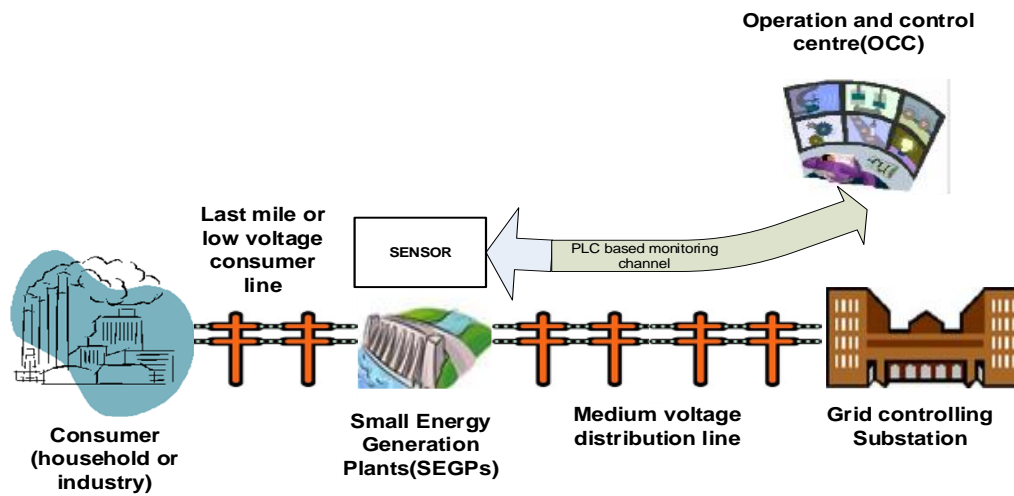 Operation and control
centre(OCC)
Last mile or
low voltage
consumer
line
SENSOR
PLC based monitoring
channel
Consumer
(household or
industry)
Small Energy
Generation
Plants(SEGPs)
Medium voltage
distribution line
Grid controlling
Substation